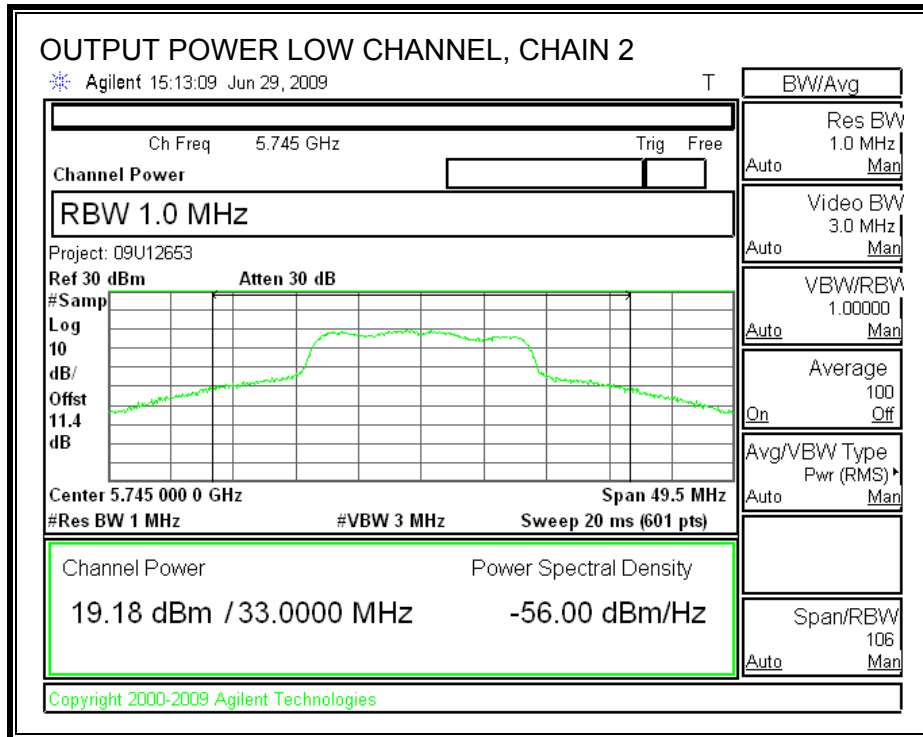 OUTPUT POWER LOW CHANNEL, CHAIN 2
Agilent 15:13:09 Jun 29, 2009 T
Ch Freq 5.745 GHz Trig Free
Channel Power
RBW 1.0 MHz
Project: 09U12653
Ref 30 dBm Atten 30 dB
#Samp
Log
10
dB/
Offst
11.4
dB
Center 5.745 000 0 GHz Span 49.5 MHz
#Res BW 1 MHz #VBW 3 MHz Sweep 20 ms (601 pts)
Channel Power Power Spectral Density
19.18 dBm / 33.0000 MHz -56.00 dBm/Hz
Copyright 2000-2009 Agilent Technologies
BW/Avg
Res BW
1.0 MHz
Auto Man
Video BW
3.0 MHz
Auto Man
VBW/RBW
1.00000
Auto Man
Average
100
On Off
Avg/VBW Type
Pwr (RMS)
Auto Man
Span/RBW
106
Auto Man